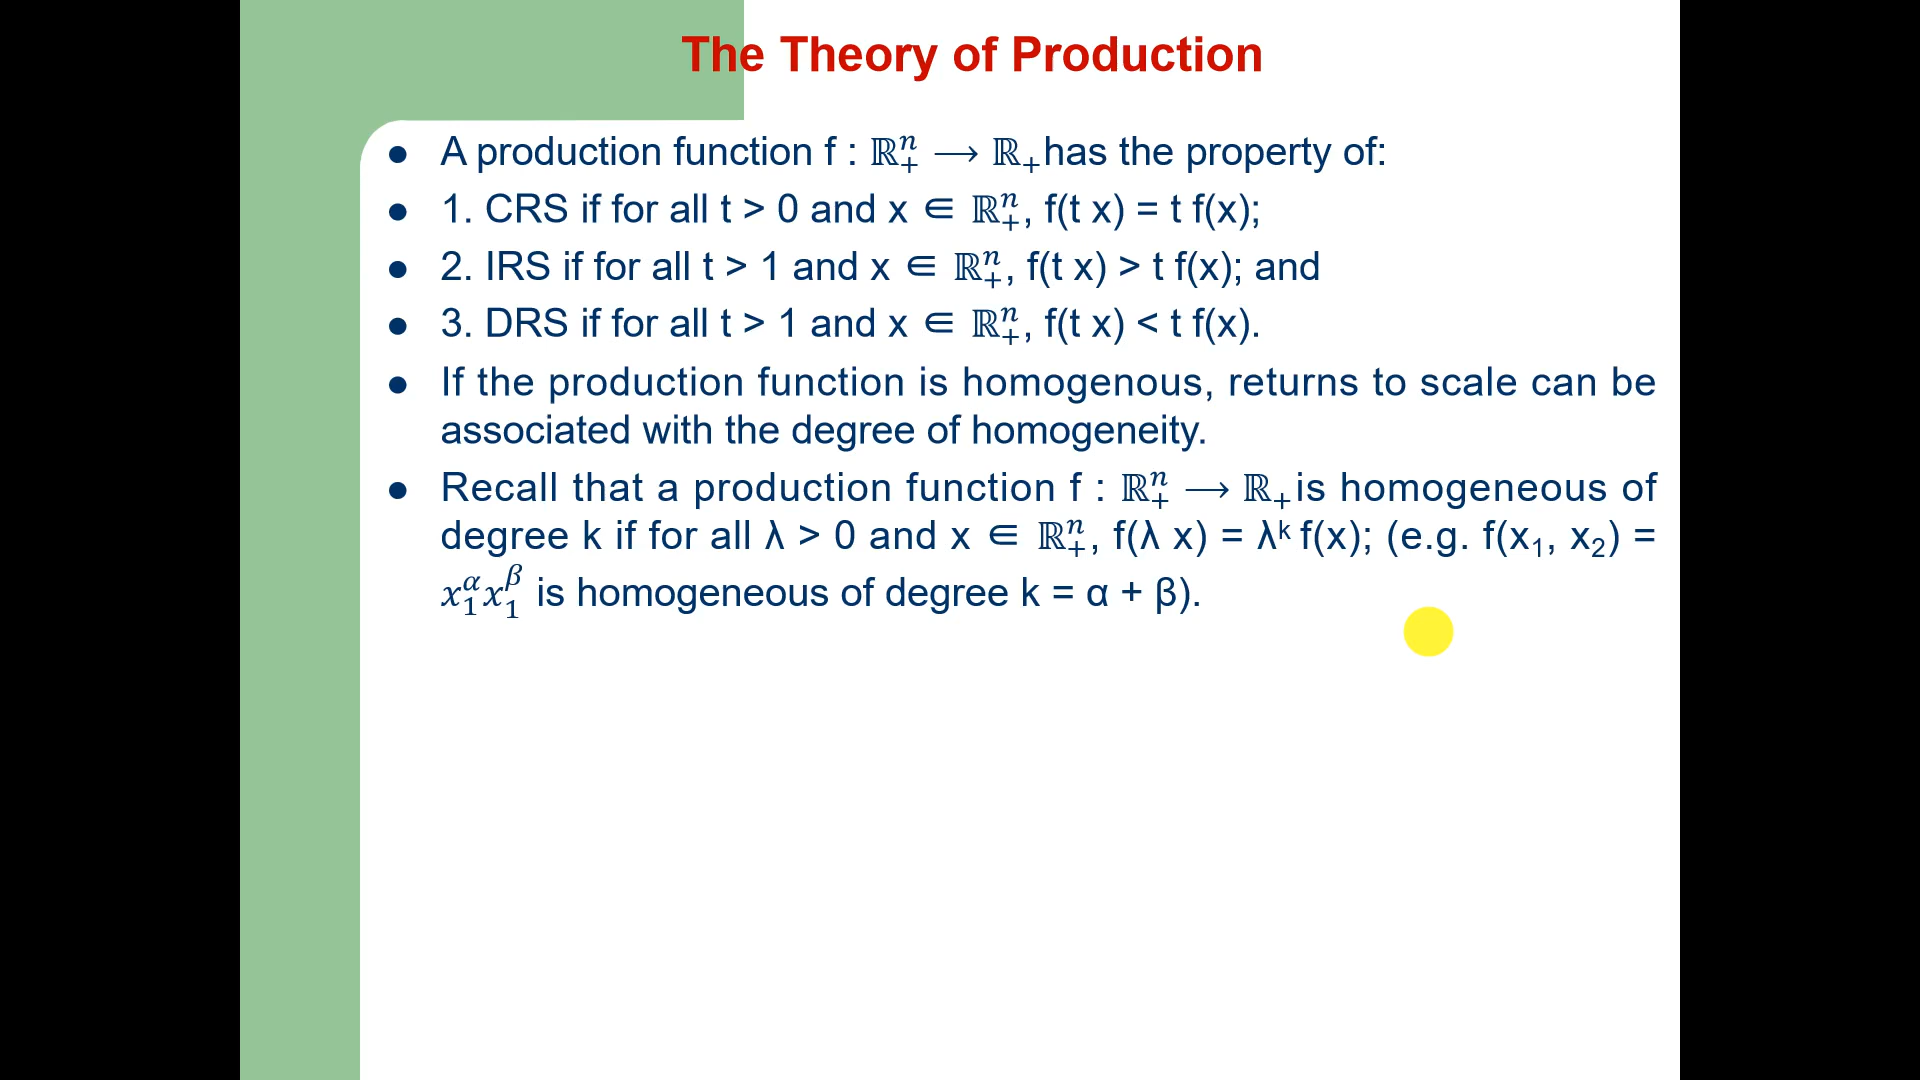 The Theory of Production
● A production function f : ℝ₊ⁿ ⟶ ℝ₊has the property of:
● 1. CRS if for all t > 0 and x ∈ ℝ₊ⁿ, f(t x) = t f(x);
● 2. IRS if for all t > 1 and x ∈ ℝ₊ⁿ, f(t x) > t f(x); and
● 3. DRS if for all t > 1 and x ∈ ℝ₊ⁿ, f(t x) < t f(x).
● If the production function is homogenous, returns to scale can be
associated with the degree of homogeneity.
● Recall that a production function f : ℝ₊ⁿ ⟶ ℝ₊is homogeneous of
degree k if for all λ > 0 and x ∈ ℝ₊ⁿ, f(λ x) = λᵏ f(x); (e.g. f(x₁, x₂) =
𝑥₁^𝛼 𝑥₁^𝛽 is homogeneous of degree k = α + β).